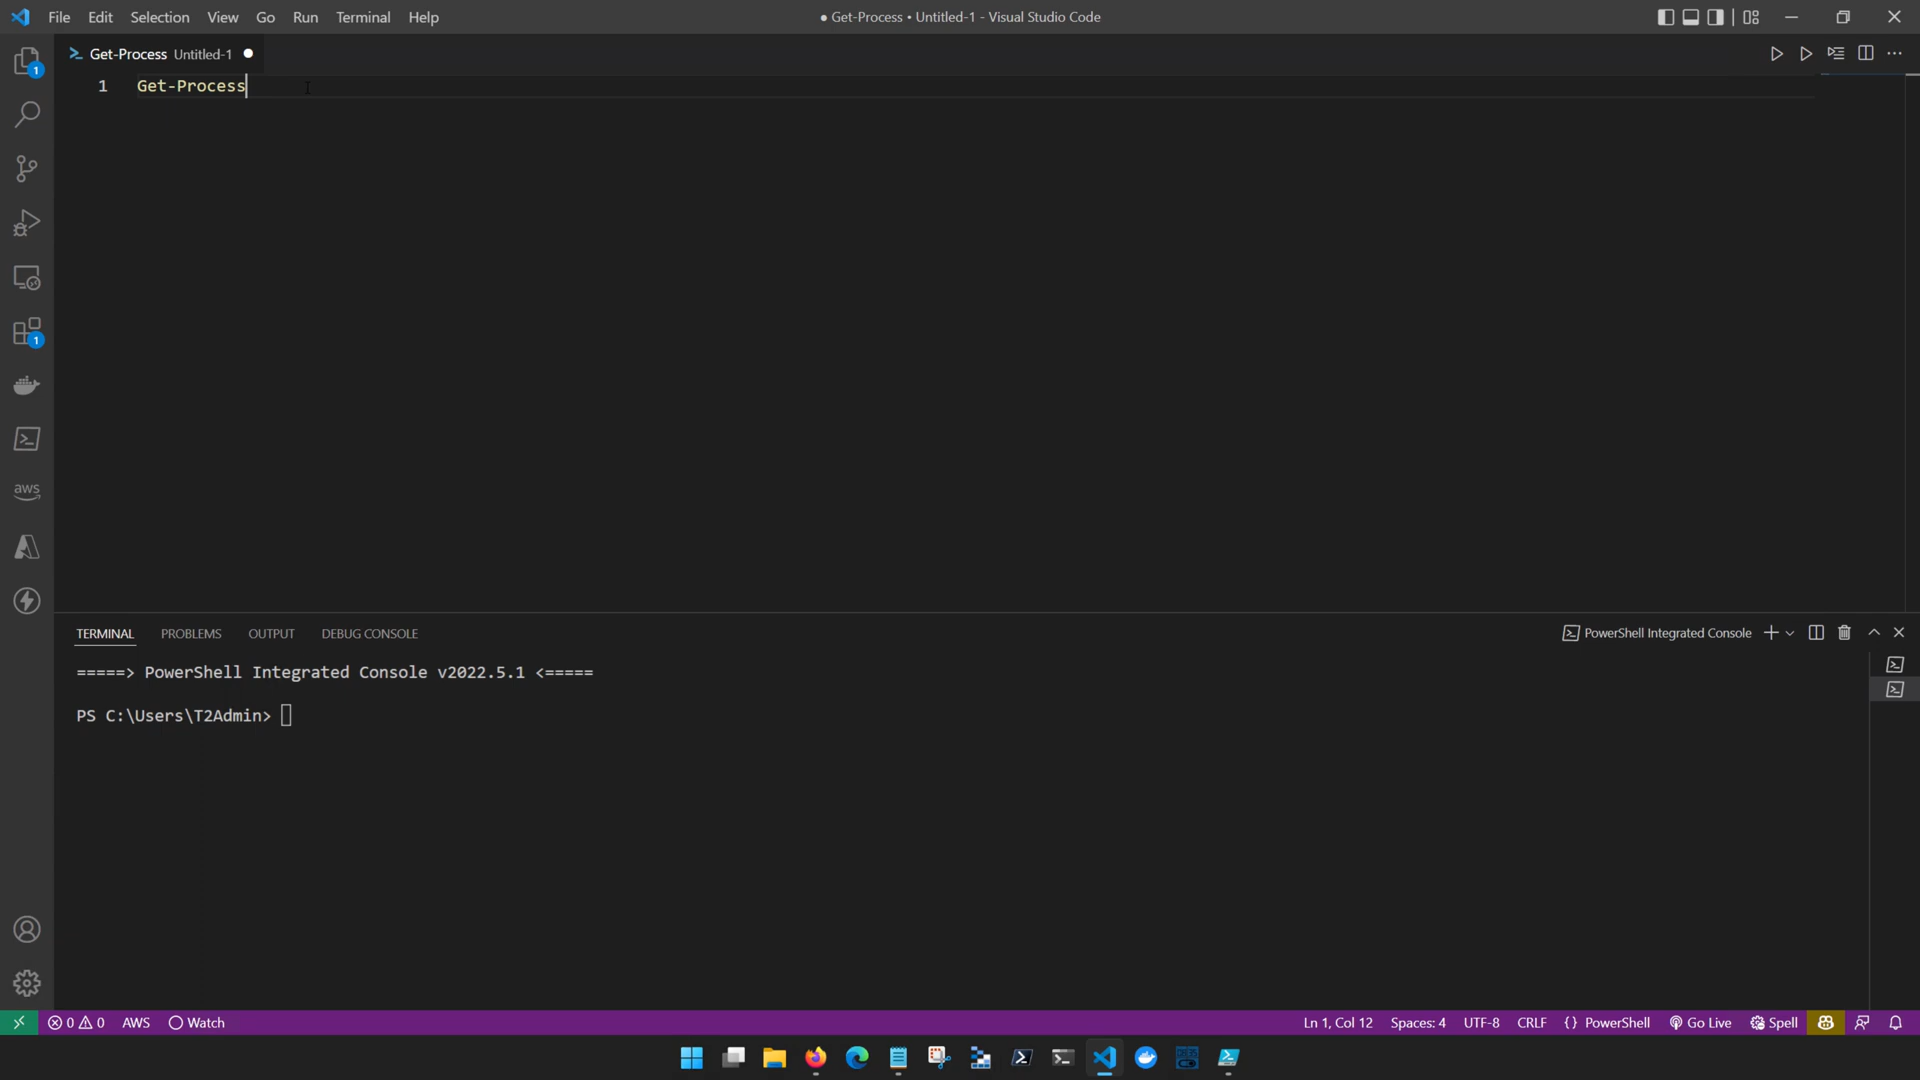 File Edit Selection View Go Run Terminal Help
● Get-Process • Untitled-1 - Visual Studio Code
Get-Process Untitled-1
1 Get-Process
1
1
aws
TERMINAL PROBLEMS OUTPUT DEBUG CONSOLE
PowerShell Integrated Console
=====> PowerShell Integrated Console v2022.5.1 <=====
PS C:\Users\T2Admin>
0 0 AWS Watch
Ln 1, Col 12 Spaces: 4 UTF-8 CRLF {} PowerShell Go Live Spell